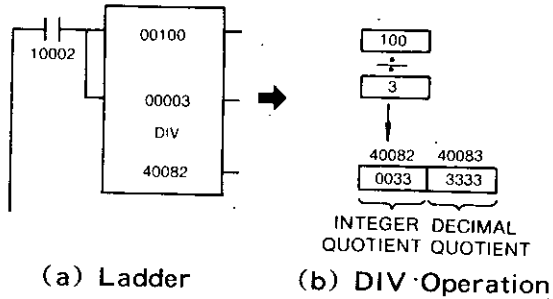 10002
00100
00003
DIV
40082
100
÷
3
40082 40083
0033 3333
INTEGER DECIMAL
QUOTIENT QUOTIENT
(a) Ladder
(b) DIV Operation